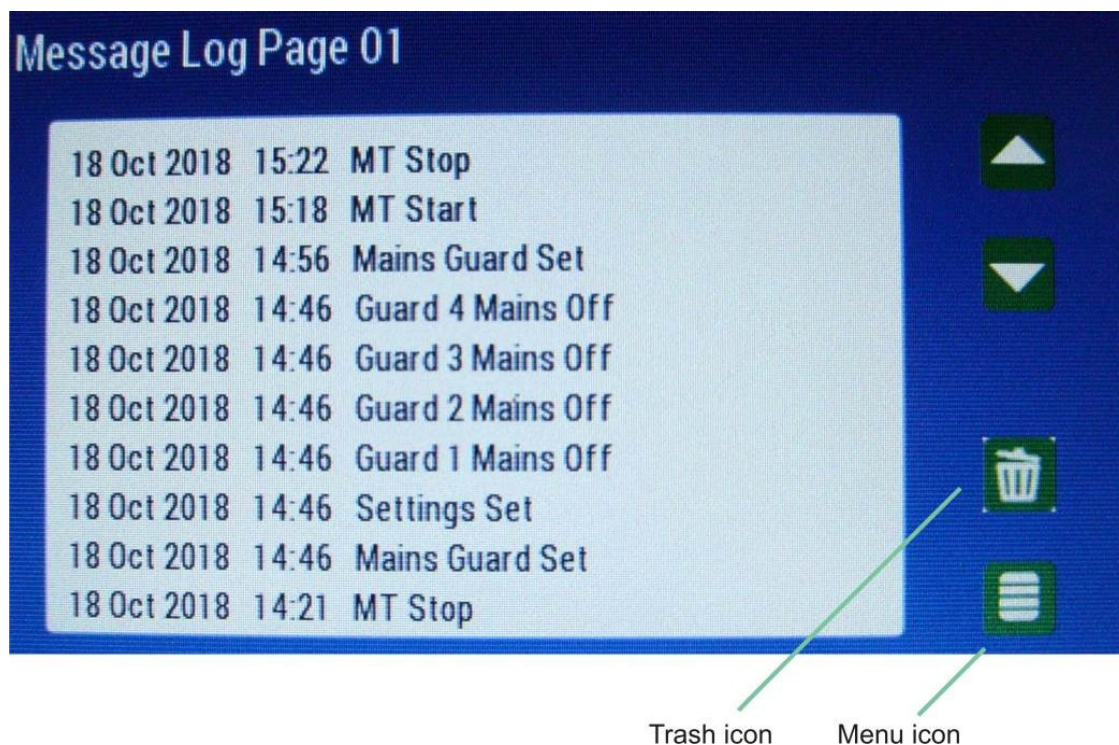 Message Log Page 01
18 Oct 2018 15:22 MT Stop
18 Oct 2018 15:18 MT Start
18 Oct 2018 14:56 Mains Guard Set
18 Oct 2018 14:46 Guard 4 Mains Off
18 Oct 2018 14:46 Guard 3 Mains Off
18 Oct 2018 14:46 Guard 2 Mains Off
18 Oct 2018 14:46 Guard 1 Mains Off
18 Oct 2018 14:46 Settings Set
18 Oct 2018 14:46 Mains Guard Set
18 Oct 2018 14:21 MT Stop
Trash icon Menu icon